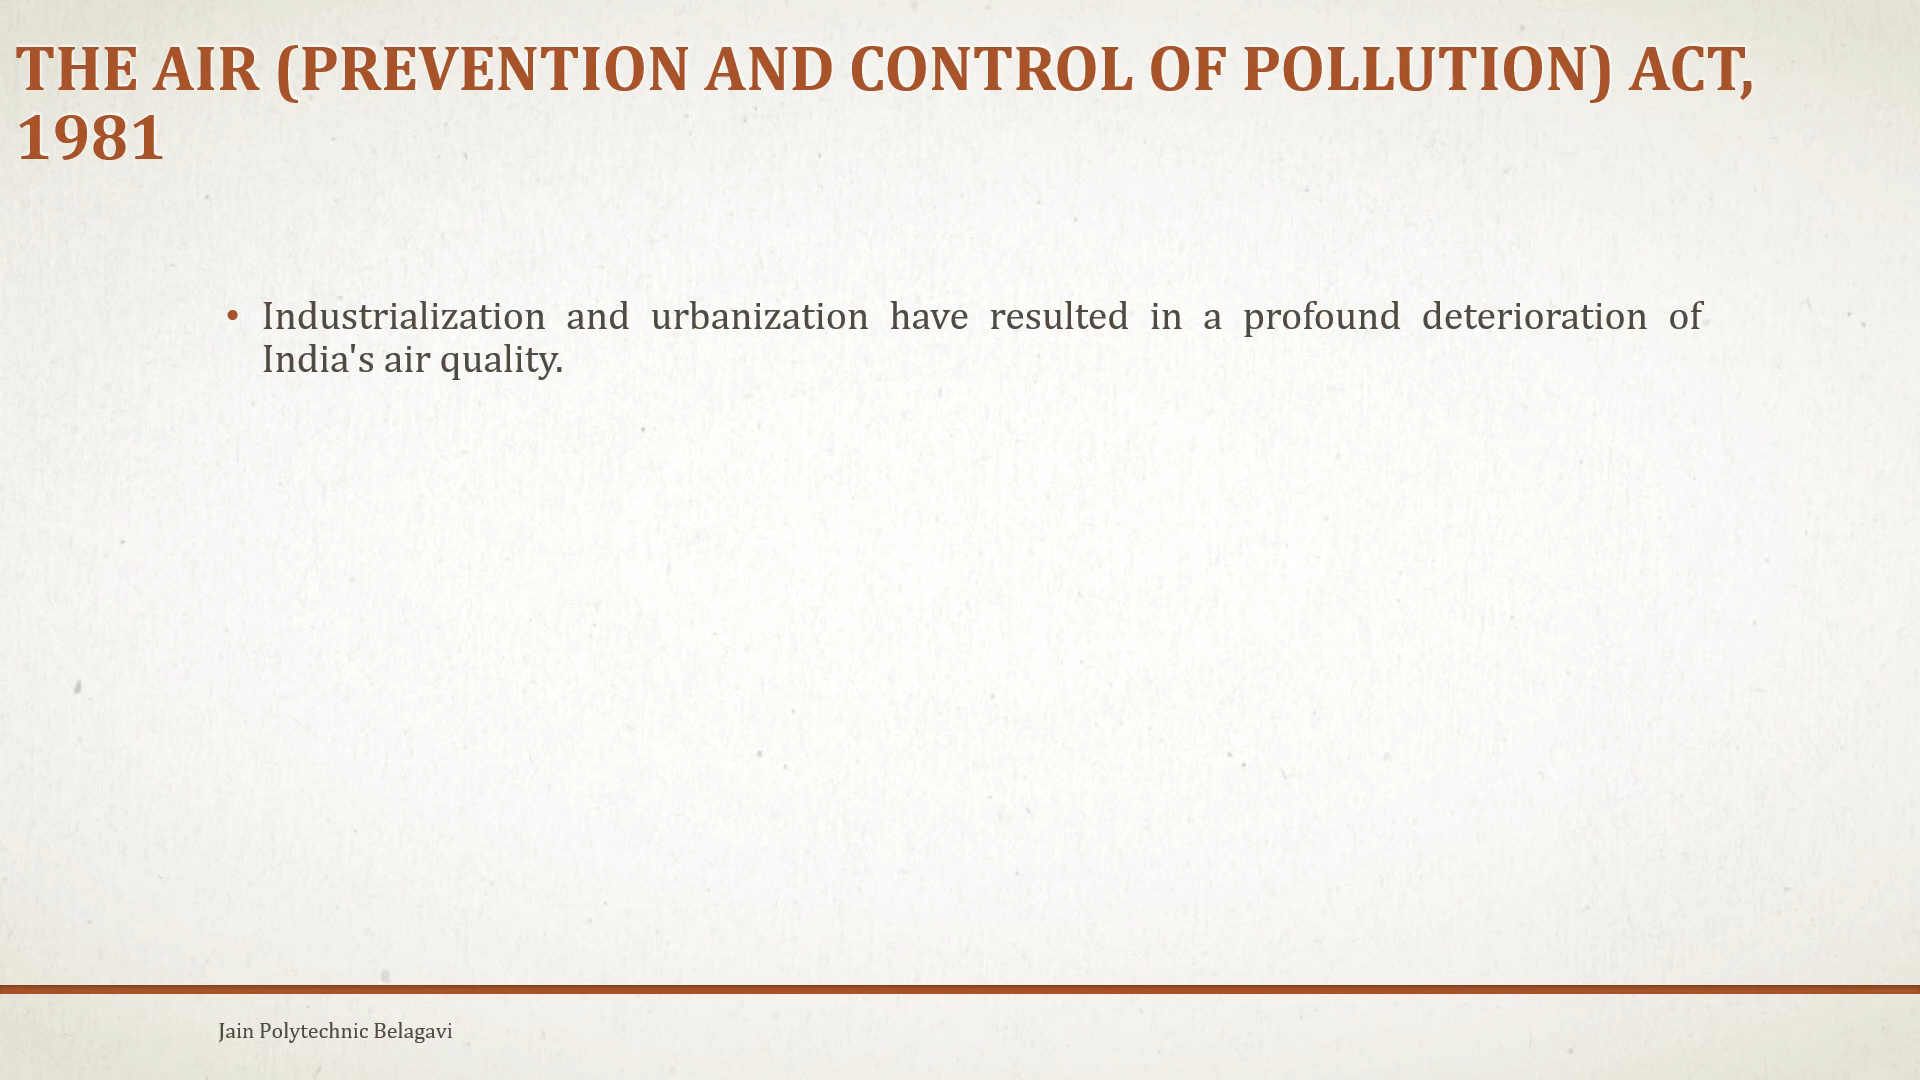 THE AIR (PREVENTION AND CONTROL OF POLLUTION) ACT,
1981
• Industrialization and urbanization have resulted in a profound deterioration of
India's air quality.
Jain Polytechnic Belagavi